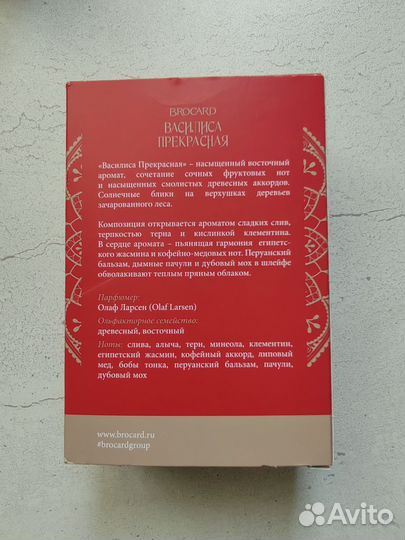 BROCARD
ВАСИЛИСА
ПРЕКРАСНАЯ
«Василиса Прекрасная» – насыщенный восточный
аромат, сочетание сочных фруктовых нот
и насыщенных смолистых древесных аккордов.
Солнечные блики на верхушках деревьев
зачарованного леса.
Композиция открывается ароматом сладких слив,
терпкостью терна и кислинкой клементина.
В сердце аромата – пьянящая гармония египетс-
кого жасмина и кофейно-медовых нот. Перуанский
бальзам, дымные пачули и дубовый мох в шлейфе
обволакивают теплым пряным облаком.
Парфюмер:
Олаф Ларсен (Olaf Larsen)
Ольфакторное семейство:
древесный, восточный
Ноты: слива, алыча, терн, минеола, клементин,
египетский жасмин, кофейный аккорд, липовый
мед, бобы тонка, перуанский бальзам, пачули,
дубовый мох
www.brocard.ru
#brocardgroup
Avito